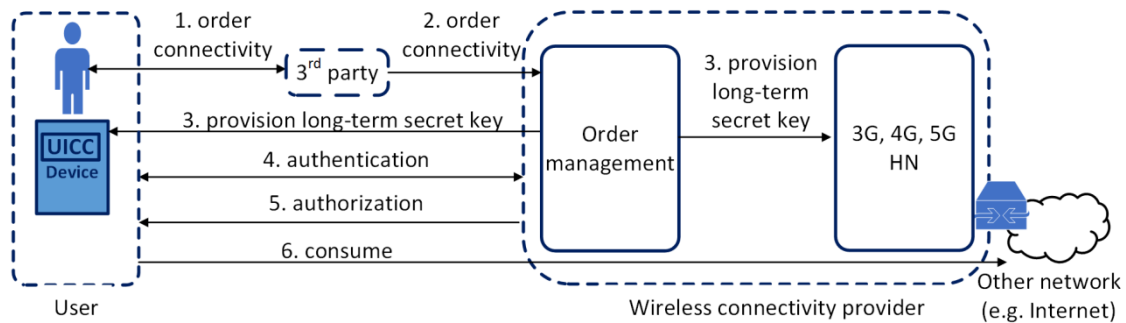 1. order
connectivity
2. order
connectivity
3rd party
3. provision
long-term
secret key
3. provision long-term secret key
UICC
Device
Order
management
3G, 4G, 5G
HN
4. authentication
5. authorization
6. consume
User
Wireless connectivity provider
Other network
(e.g. Internet)